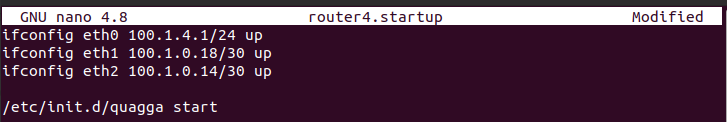 GNU nano 4.8 router4.startup Modified
ifconfig eth0 100.1.4.1/24 up
ifconfig eth1 100.1.0.18/30 up
ifconfig eth2 100.1.0.14/30 up
/etc/init.d/quagga start